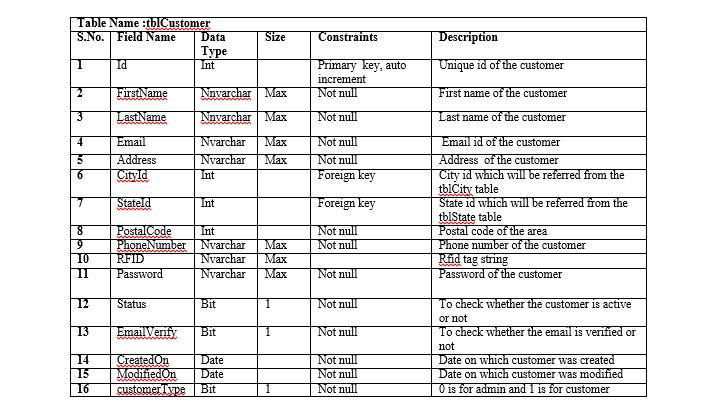 Table Name :tblCustomer
S.No. Field Name Data Type Size Constraints Description
1 Id Int Primary key, auto increment Unique id of the customer
2 FirstName Nnvarchar Max Not null First name of the customer
3 LastName Nnvarchar Max Not null Last name of the customer
4 Email Nvarchar Max Not null Email id of the customer
5 Address Nvarchar Max Not null Address of the customer
6 CityId Int Foreign key City id which will be referred from the tblCity table
7 StateId Int Foreign key State id which will be referred from the tblState table
8 PostalCode Int Not null Postal code of the area
9 PhoneNumber Nvarchar Max Not null Phone number of the customer
10 RFID Nvarchar Max Rfid tag string
11 Password Nvarchar Max Not null Password of the customer
12 Status Bit 1 Not null To check whether the customer is active or not
13 EmailVerify Bit 1 Not null To check whether the email is verified or not
14 CreatedOn Date Not null Date on which customer was created
15 ModifiedOn Date Not null Date on which customer was modified
16 customerType Bit 1 Not null 0 is for admin and 1 is for customer